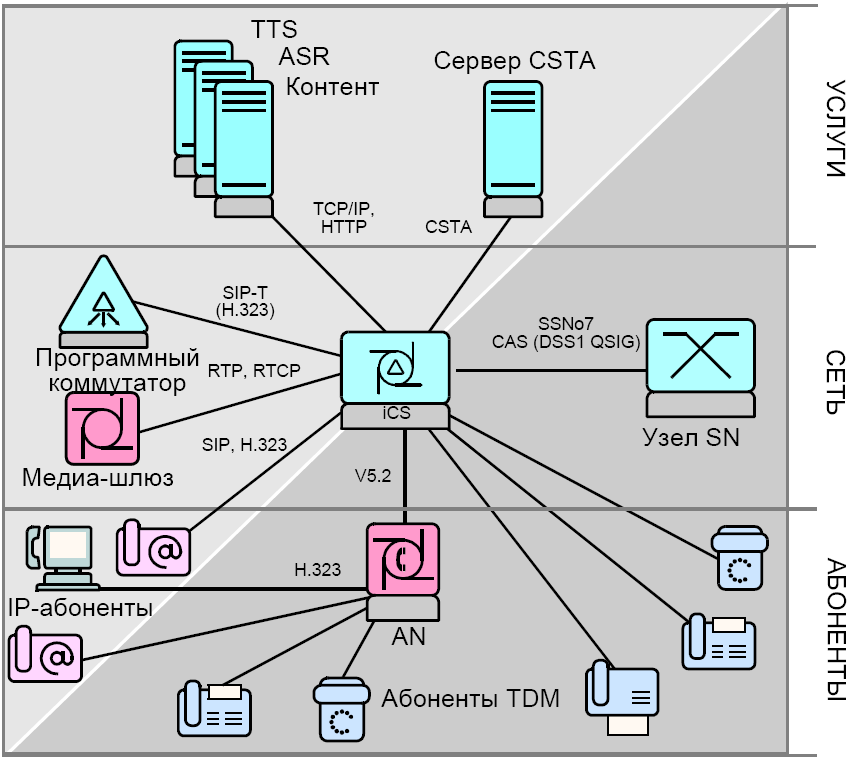 TTS
ASR
Контент
Сервер CSTA
УСЛУГИ
TCP/IP,
HTTP
CSTA
SIP-T
(H.323)
SSNo7
CAS (DSS1 QSIG)
Программный
коммутатор
RTP, RTCP
iCS
СЕТЬ
Узел SN
SIP, H.323
Медиа-шлюз
V5.2
@
H.323
IP-абоненты
AN
@
Абоненты TDM
АБОНЕНТЫ